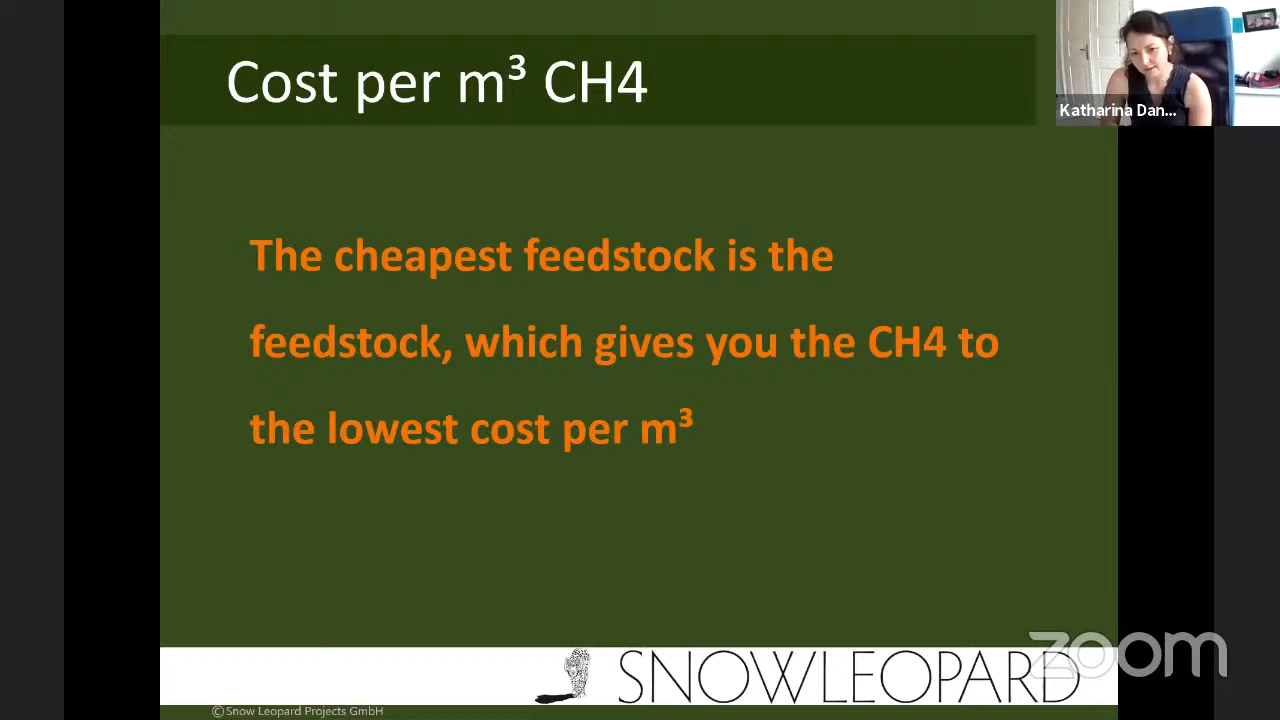 Cost per m³ CH4
Katharina Dan...
The cheapest feedstock is the
feedstock, which gives you the CH4 to
the lowest cost per m³
SNOWLEOPARD
zoom
©Snow Leopard Projects GmbH